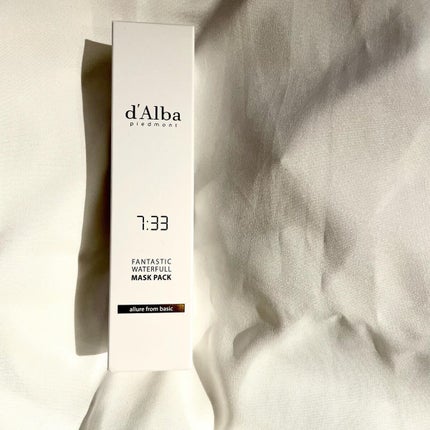 d'Alba
piedmont
7:33
FANTASTIC
WATERFULL
MASK PACK
allure from basic